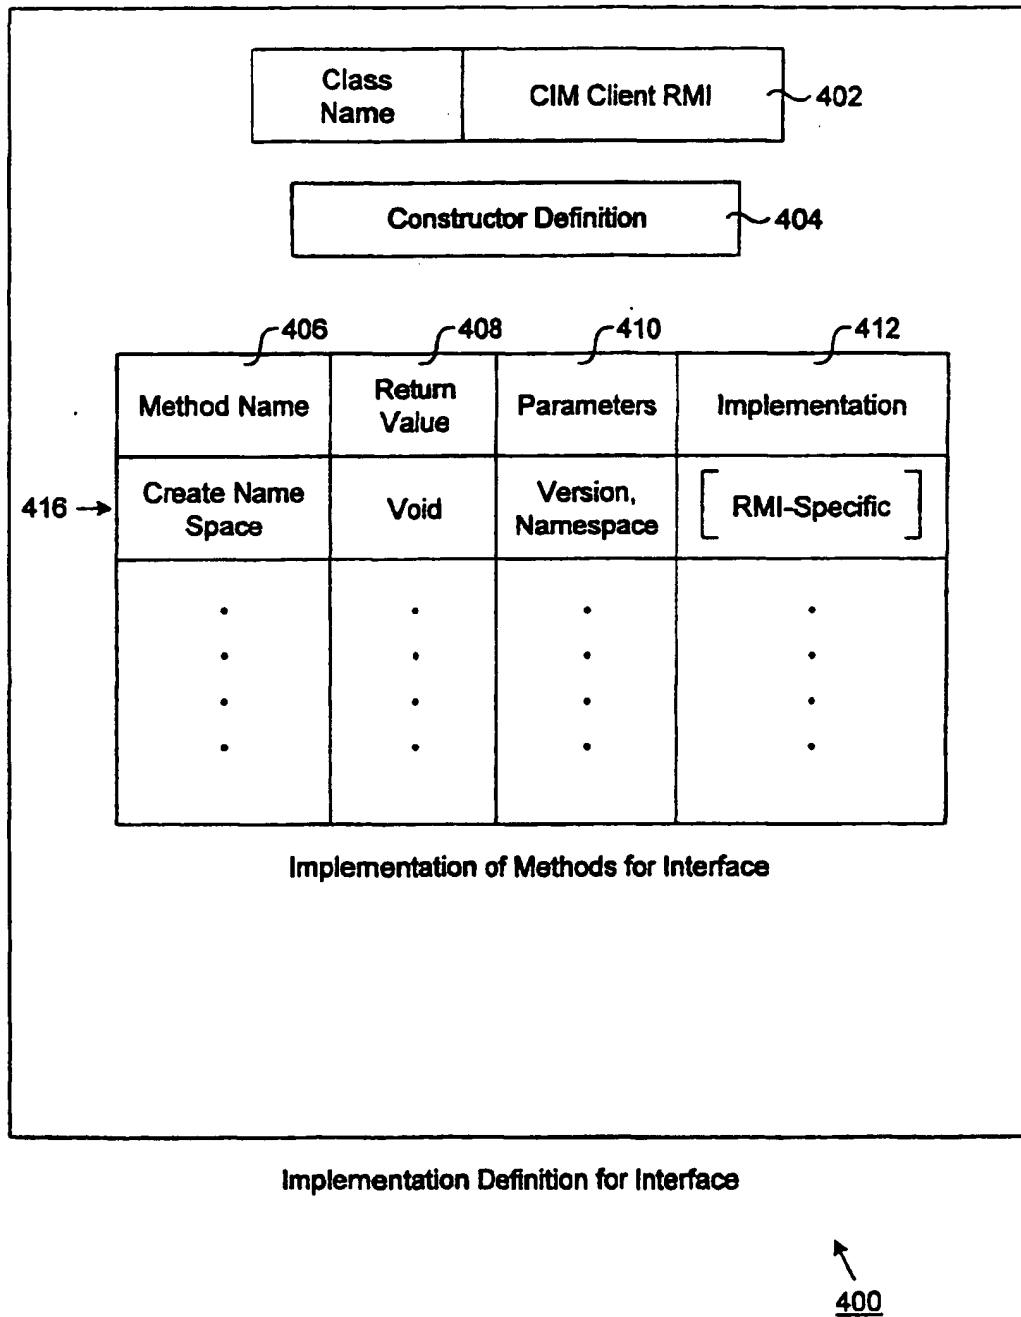 Class
Name
CIM Client RMI
402
Constructor Definition
404
406
408
410
412
Method Name
Return
Value
Parameters
Implementation
416
Create Name
Space
Void
Version,
Namespace
RMI-Specific
Implementation of Methods for Interface
Implementation Definition for Interface
400